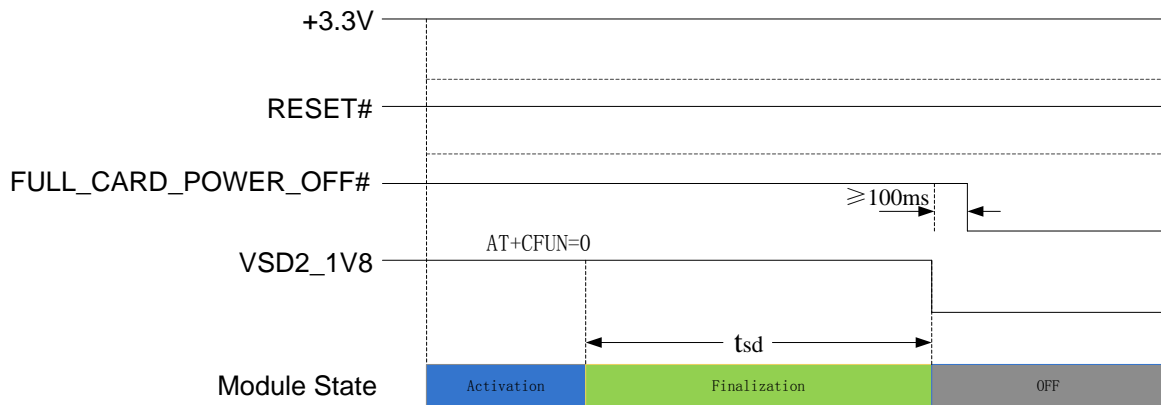 +3.3V
RESET#
FULL_CARD_POWER_OFF#
≥100ms
AT+CFUN=0
VSD2_1V8
tsd
Module State
Activation
Finalization
OFF